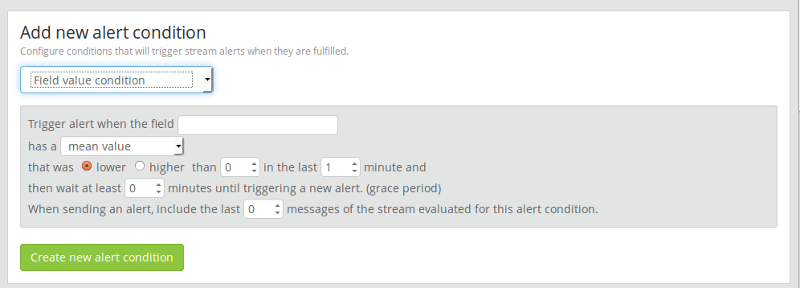 Add new alert condition
Configure conditions that will trigger stream alerts when they are fulfilled.
Field value condition
Trigger alert when the field
has a mean value
that was lower higher than 0 in the last 1 minute and
then wait at least 0 minutes until triggering a new alert. (grace period)
When sending an alert, include the last 0 messages of the stream evaluated for this alert condition.
Create new alert condition